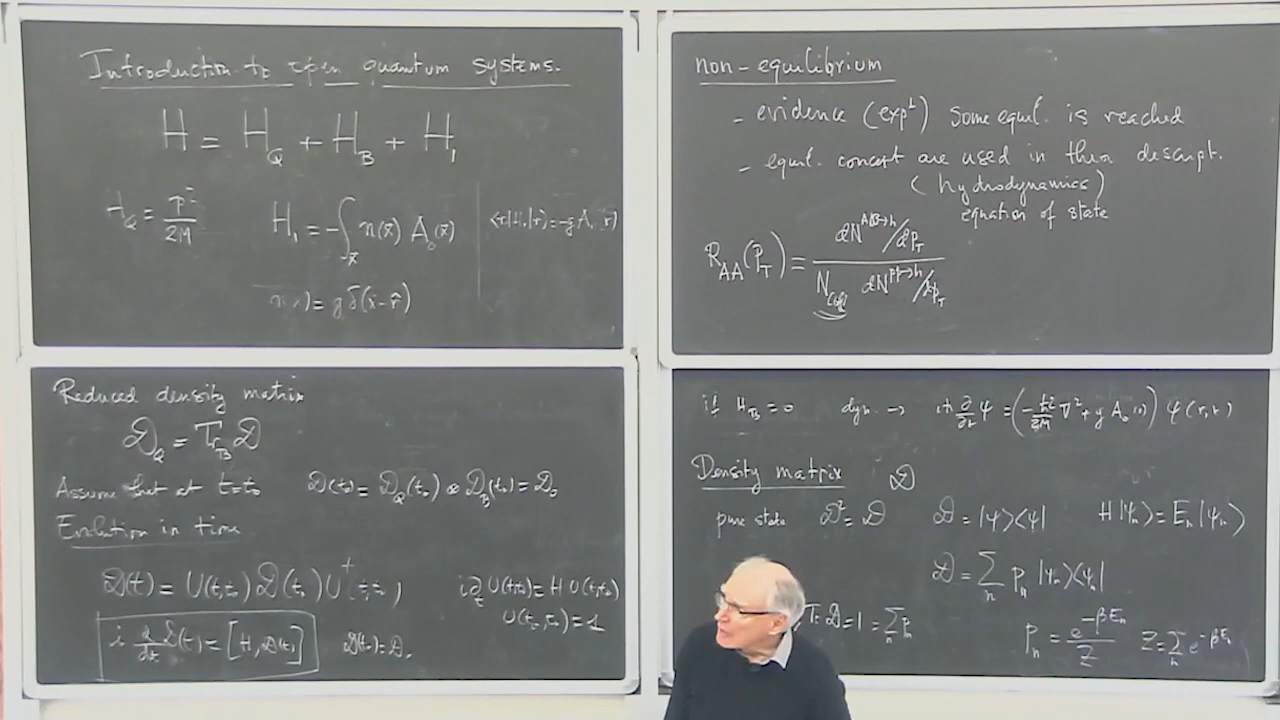 Introduction to open quantum systems.
H = H_Q + H_B + H_1
H_Q = p²/2M
H_1 = -∫_x n(x) A_0(x)
n(x) = g δ(x - r̂)
Reduced density matrix
𝒟_Q = Tr_B 𝒟
Assume that at t=t_0 𝒟(t_0) = 𝒟_Q(t_0) ⊗ 𝒟_B(t_0) = 𝒟_0
Evolution in time
𝒟(t) = U(t,t_0) 𝒟(t_0) U†(t,t_0)
i∂_t U(t,t_0) = H U(t,t_0)
U(t_0,t_0) = 1
i d/dt 𝒟(t) = [H, 𝒟(t)] 𝒟(t_0) = 𝒟_0
non-equilibrium
- evidence (expt) some equil. is reached
- equil. concept are used in their descript.
(hydrodynamics)
equation of state
R_AA(p_T) = dN^{AB→h}/dp_T / N_coll dN^{pp→h}/dp_T
if H_B = 0 dyn. → iħ ∂/∂t ψ = (-ħ²/2M ∇² + g A_0(r)) ψ(r,t)
Density matrix 𝒟
pure state 𝒟² = 𝒟 𝒟 = |ψ><ψ| H|ψ_n> = E_n|ψ_n>
𝒟 = Σ_n p_n |ψ_n><ψ_n|
Tr 𝒟 = 1 = Σ_n p_n
p_n = e^{-βE_n}/Z Z = Σ_n e^{-βE_n}